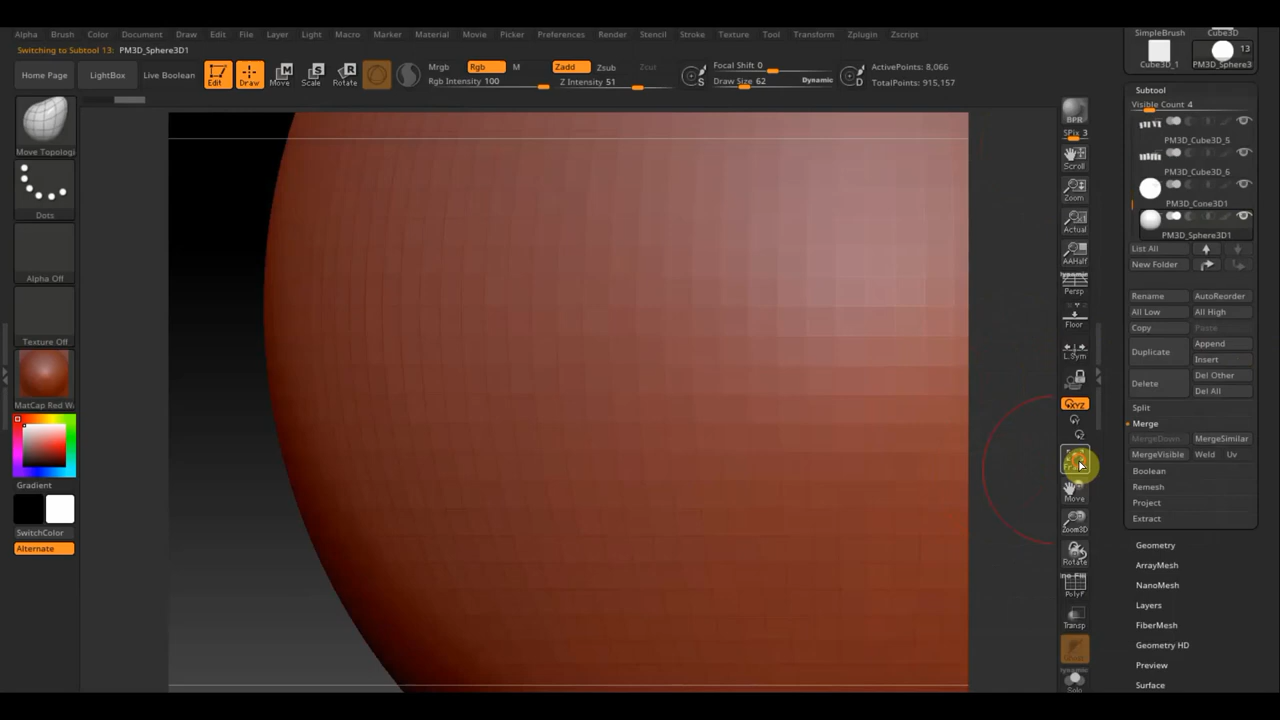 Alpha Brush Color Document Draw Edit File Layer Light Macro Marker Material Movie Picker Preferences Render Stencil Stroke Texture Tool Transform Zplugin Zscript
Switching to Subtool 13: PM3D_Sphere3D1
Home Page
LightBox
Live Boolean
Edit
Draw
Move
Scale
Rotate
Mrgb Rgb M
Rgb Intensity 100
Zadd Zsub Zcut
Z Intensity 51
Focal Shift 0
Draw Size 62 Dynamic
ActivePoints: 8,066
TotalPoints: 915,157
Move Topologi
Dots
Alpha Off
Texture Off
MatCap Red Wa
Gradient
SwitchColor
Alternate
BPR
SPix 3
Scroll
Zoom
Actual
AAHalf
Persp
Floor
L.Sym
XYZ
Move
Zoom3D
Rotate
PolyF
Transp
Solo
SimpleBrush Cube3D
13
Cube3D_1 PM3D_Sphere3
Subtool
Visible Count 4
PM3D_Cube3D_5
PM3D_Cube3D_6
PM3D_Cone3D1
PM3D_Sphere3D1
List All
New Folder
Rename AutoReorder
All Low All High
Copy Paste
Duplicate Append
Insert
Delete Del Other
Del All
Split
Merge
MergeDown MergeSimilar
MergeVisible Weld Uv
Boolean
Remesh
Project
Extract
Geometry
ArrayMesh
NanoMesh
Layers
FiberMesh
Geometry HD
Preview
Surface